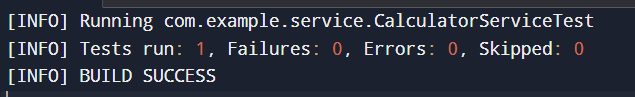 [INFO] Running com.example.service.CalculatorServiceTest
[INFO] Tests run: 1, Failures: 0, Errors: 0, Skipped: 0
[INFO] BUILD SUCCESS